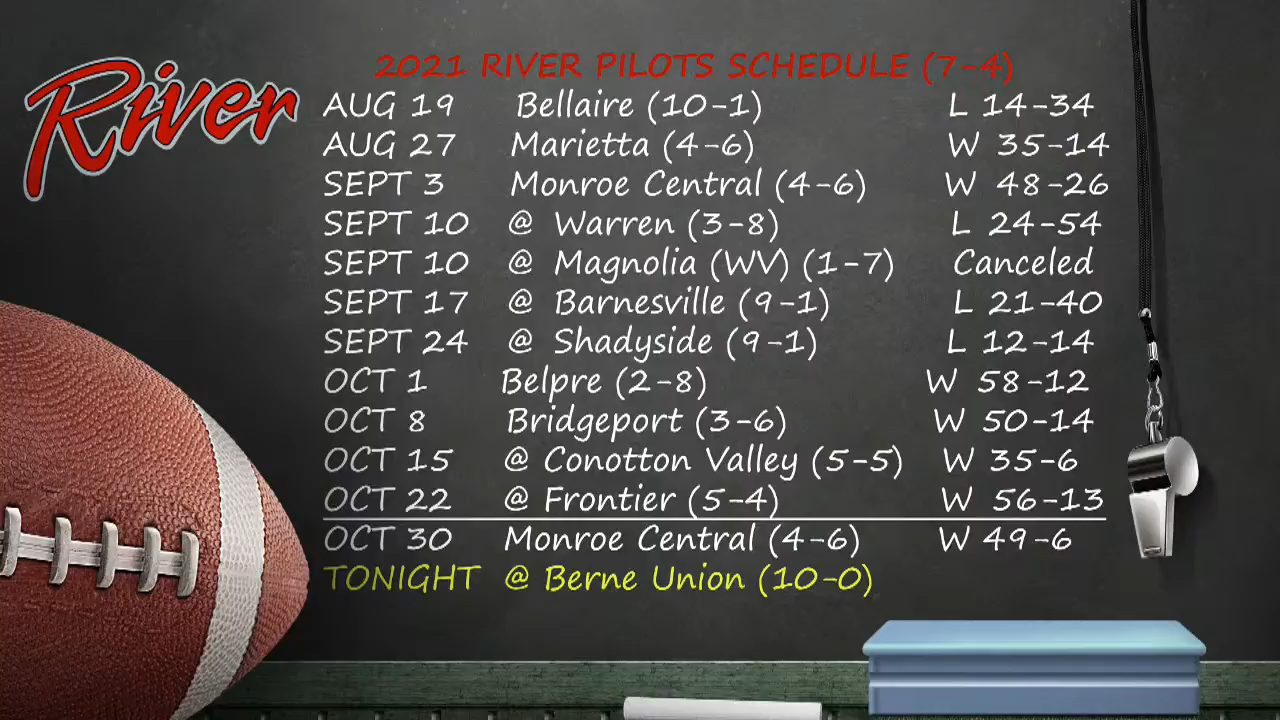 River
2021 RIVER PILOTS SCHEDULE (7-4)
AUG 19 Bellaire (10-1) L 14-34
AUG 27 Marietta (4-6) W 35-14
SEPT 3 Monroe Central (4-6) W 48-26
SEPT 10 @ Warren (3-8) L 24-54
SEPT 10 @ Magnolia (WV) (1-7) Canceled
SEPT 17 @ Barnesville (9-1) L 21-40
SEPT 24 @ Shadyside (9-1) L 12-14
OCT 1 Belpre (2-8) W 58-12
OCT 8 Bridgeport (3-6) W 50-14
OCT 15 @ Conotton Valley (5-5) W 35-6
OCT 22 @ Frontier (5-4) W 56-13
OCT 30 Monroe Central (4-6) W 49-6
TONIGHT @ Berne Union (10-0)